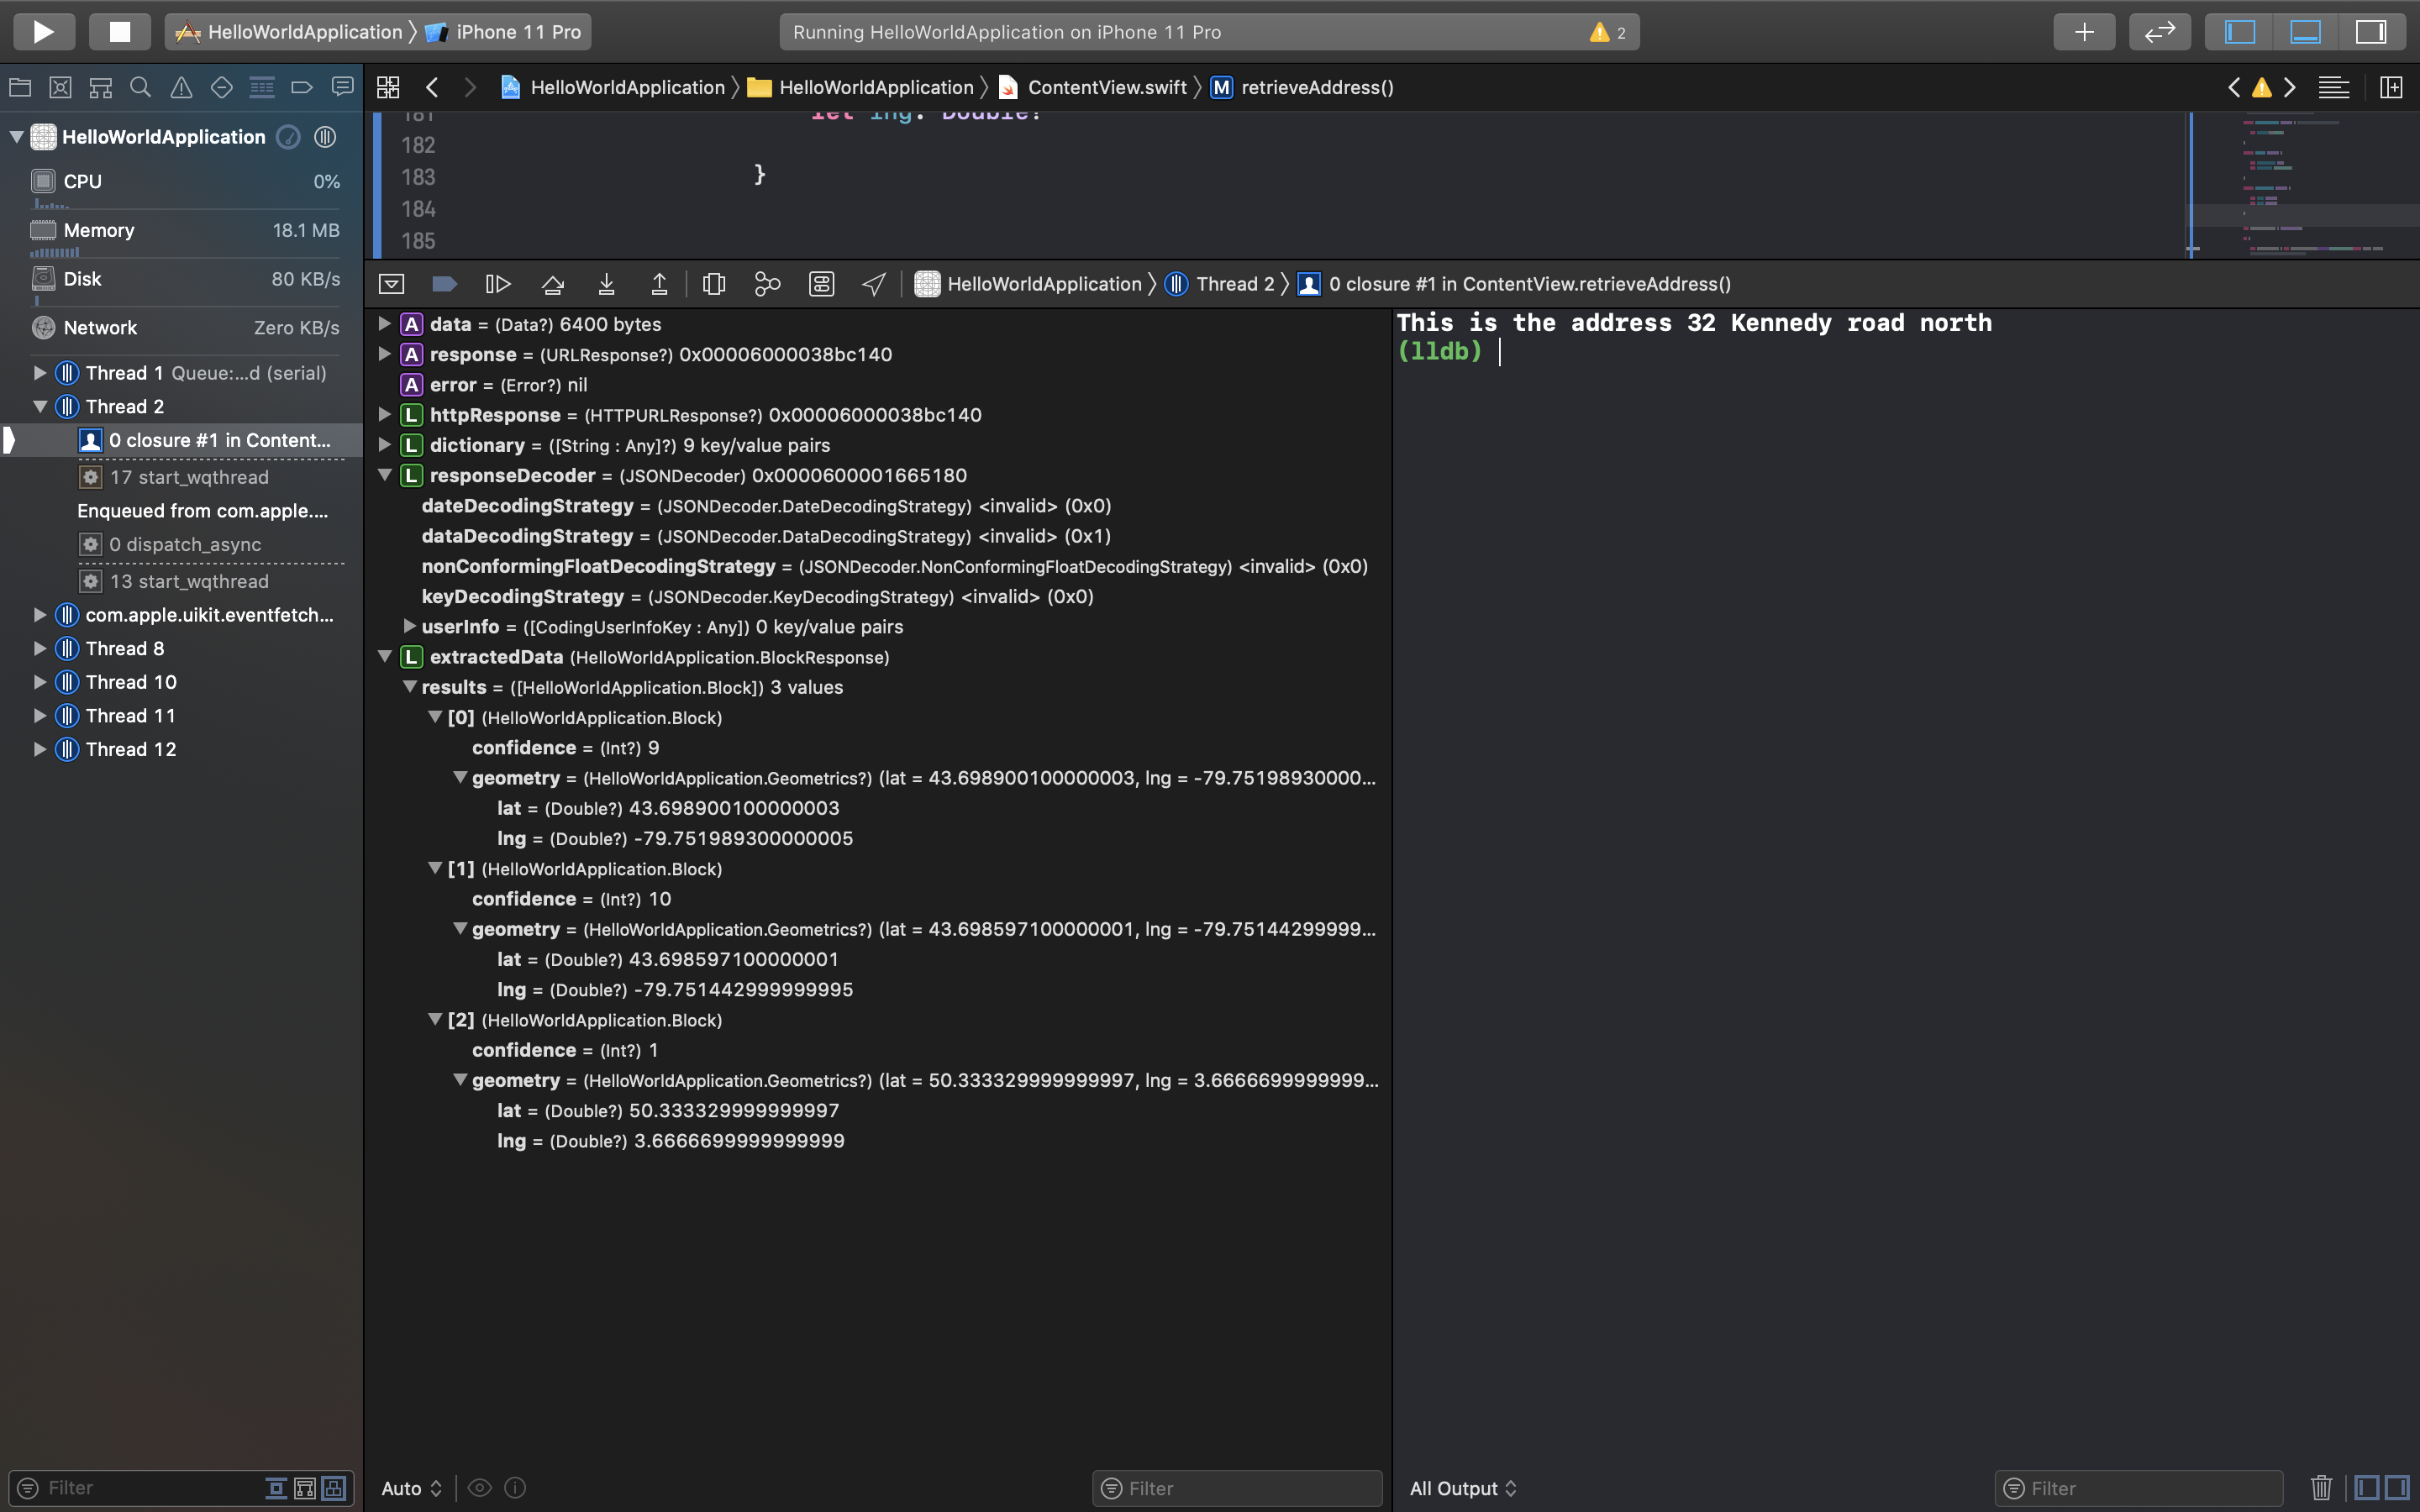 HelloWorldApplication 〉 iPhone 11 Pro
Running HelloWorldApplication on iPhone 11 Pro
2
HelloWorldApplication 〉 HelloWorldApplication 〉 ContentView.swift 〉 M retrieveAddress()
HelloWorldApplication
CPU 0%
Memory 18.1 MB
Disk 80 KB/s
Network Zero KB/s
Thread 1 Queue:...d (serial)
Thread 2
0 closure #1 in Content...
17 start_wqthread
Enqueued from com.apple....
0 dispatch_async
13 start_wqthread
com.apple.uikit.eventfetch...
Thread 8
Thread 10
Thread 11
Thread 12
Filter
181 let lng: Double?
182
183 }
184
185
HelloWorldApplication 〉 Thread 2 〉 0 closure #1 in ContentView.retrieveAddress()
A data = (Data?) 6400 bytes
A response = (URLResponse?) 0x00006000038bc140
A error = (Error?) nil
L httpResponse = (HTTPURLResponse?) 0x00006000038bc140
L dictionary = ([String : Any]?) 9 key/value pairs
L responseDecoder = (JSONDecoder) 0x0000600001665180
dateDecodingStrategy = (JSONDecoder.DateDecodingStrategy) <invalid> (0x0)
dataDecodingStrategy = (JSONDecoder.DataDecodingStrategy) <invalid> (0x1)
nonConformingFloatDecodingStrategy = (JSONDecoder.NonConformingFloatDecodingStrategy) <invalid> (0x0)
keyDecodingStrategy = (JSONDecoder.KeyDecodingStrategy) <invalid> (0x0)
userInfo = ([CodingUserInfoKey : Any]) 0 key/value pairs
L extractedData (HelloWorldApplication.BlockResponse)
results = ([HelloWorldApplication.Block]) 3 values
[0] (HelloWorldApplication.Block)
confidence = (Int?) 9
geometry = (HelloWorldApplication.Geometrics?) (lat = 43.698900100000003, lng = -79.75198930000...
lat = (Double?) 43.698900100000003
lng = (Double?) -79.751989300000005
[1] (HelloWorldApplication.Block)
confidence = (Int?) 10
geometry = (HelloWorldApplication.Geometrics?) (lat = 43.698597100000001, lng = -79.75144299999...
lat = (Double?) 43.698597100000001
lng = (Double?) -79.751442999999995
[2] (HelloWorldApplication.Block)
confidence = (Int?) 1
geometry = (HelloWorldApplication.Geometrics?) (lat = 50.333329999999997, lng = 3.6666699999999...
lat = (Double?) 50.333329999999997
lng = (Double?) 3.6666699999999999
Auto
Filter
This is the address 32 Kennedy road north
(lldb)
All Output
Filter